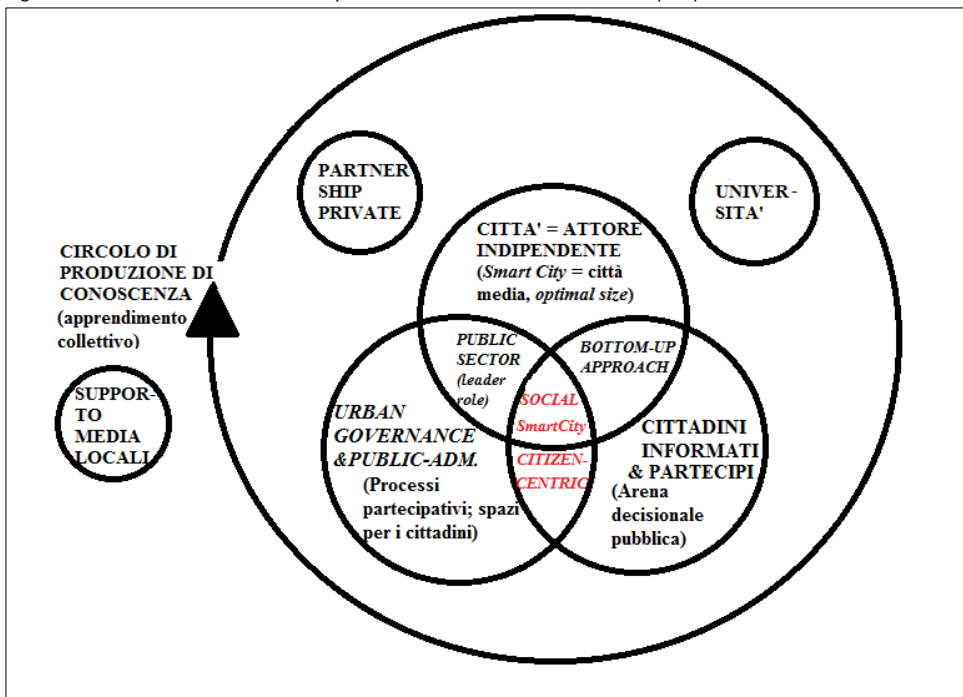 PARTNER
SHIP
PRIVATE
UNIVER-
SITA'
CITTA' = ATTORE
INDIPENDENTE
(Smart City = città
media, optimal size)
CIRCOLO DI
PRODUZIONE DI
CONOSCENZA
(apprendimento
collettivo)
PUBLIC
SECTOR
(leader
role)
BOTTOM-UP
APPROACH
SUPPOR-
TO
MEDIA
LOCALI
SOCIAL
SmartCity
URBAN
GOVERNANCE
&PUBLIC-ADM.
(Processi
partecipativi; spazi
per i cittadini)
CITIZEN-
CENTRIC
CITTADINI
INFORMATI
& PARTECIPI
(Arena
decisionale
pubblica)